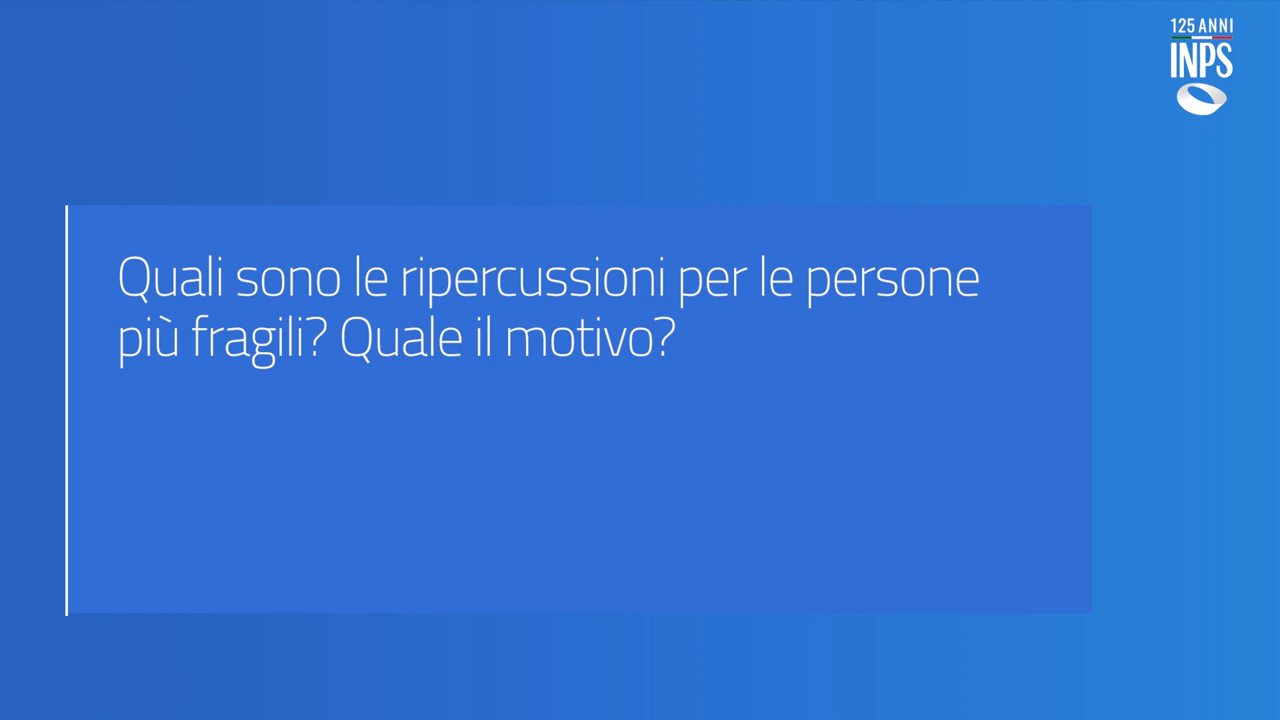 125 ANNI
INPS
Quali sono le ripercussioni per le persone
più fragili? Quale il motivo?